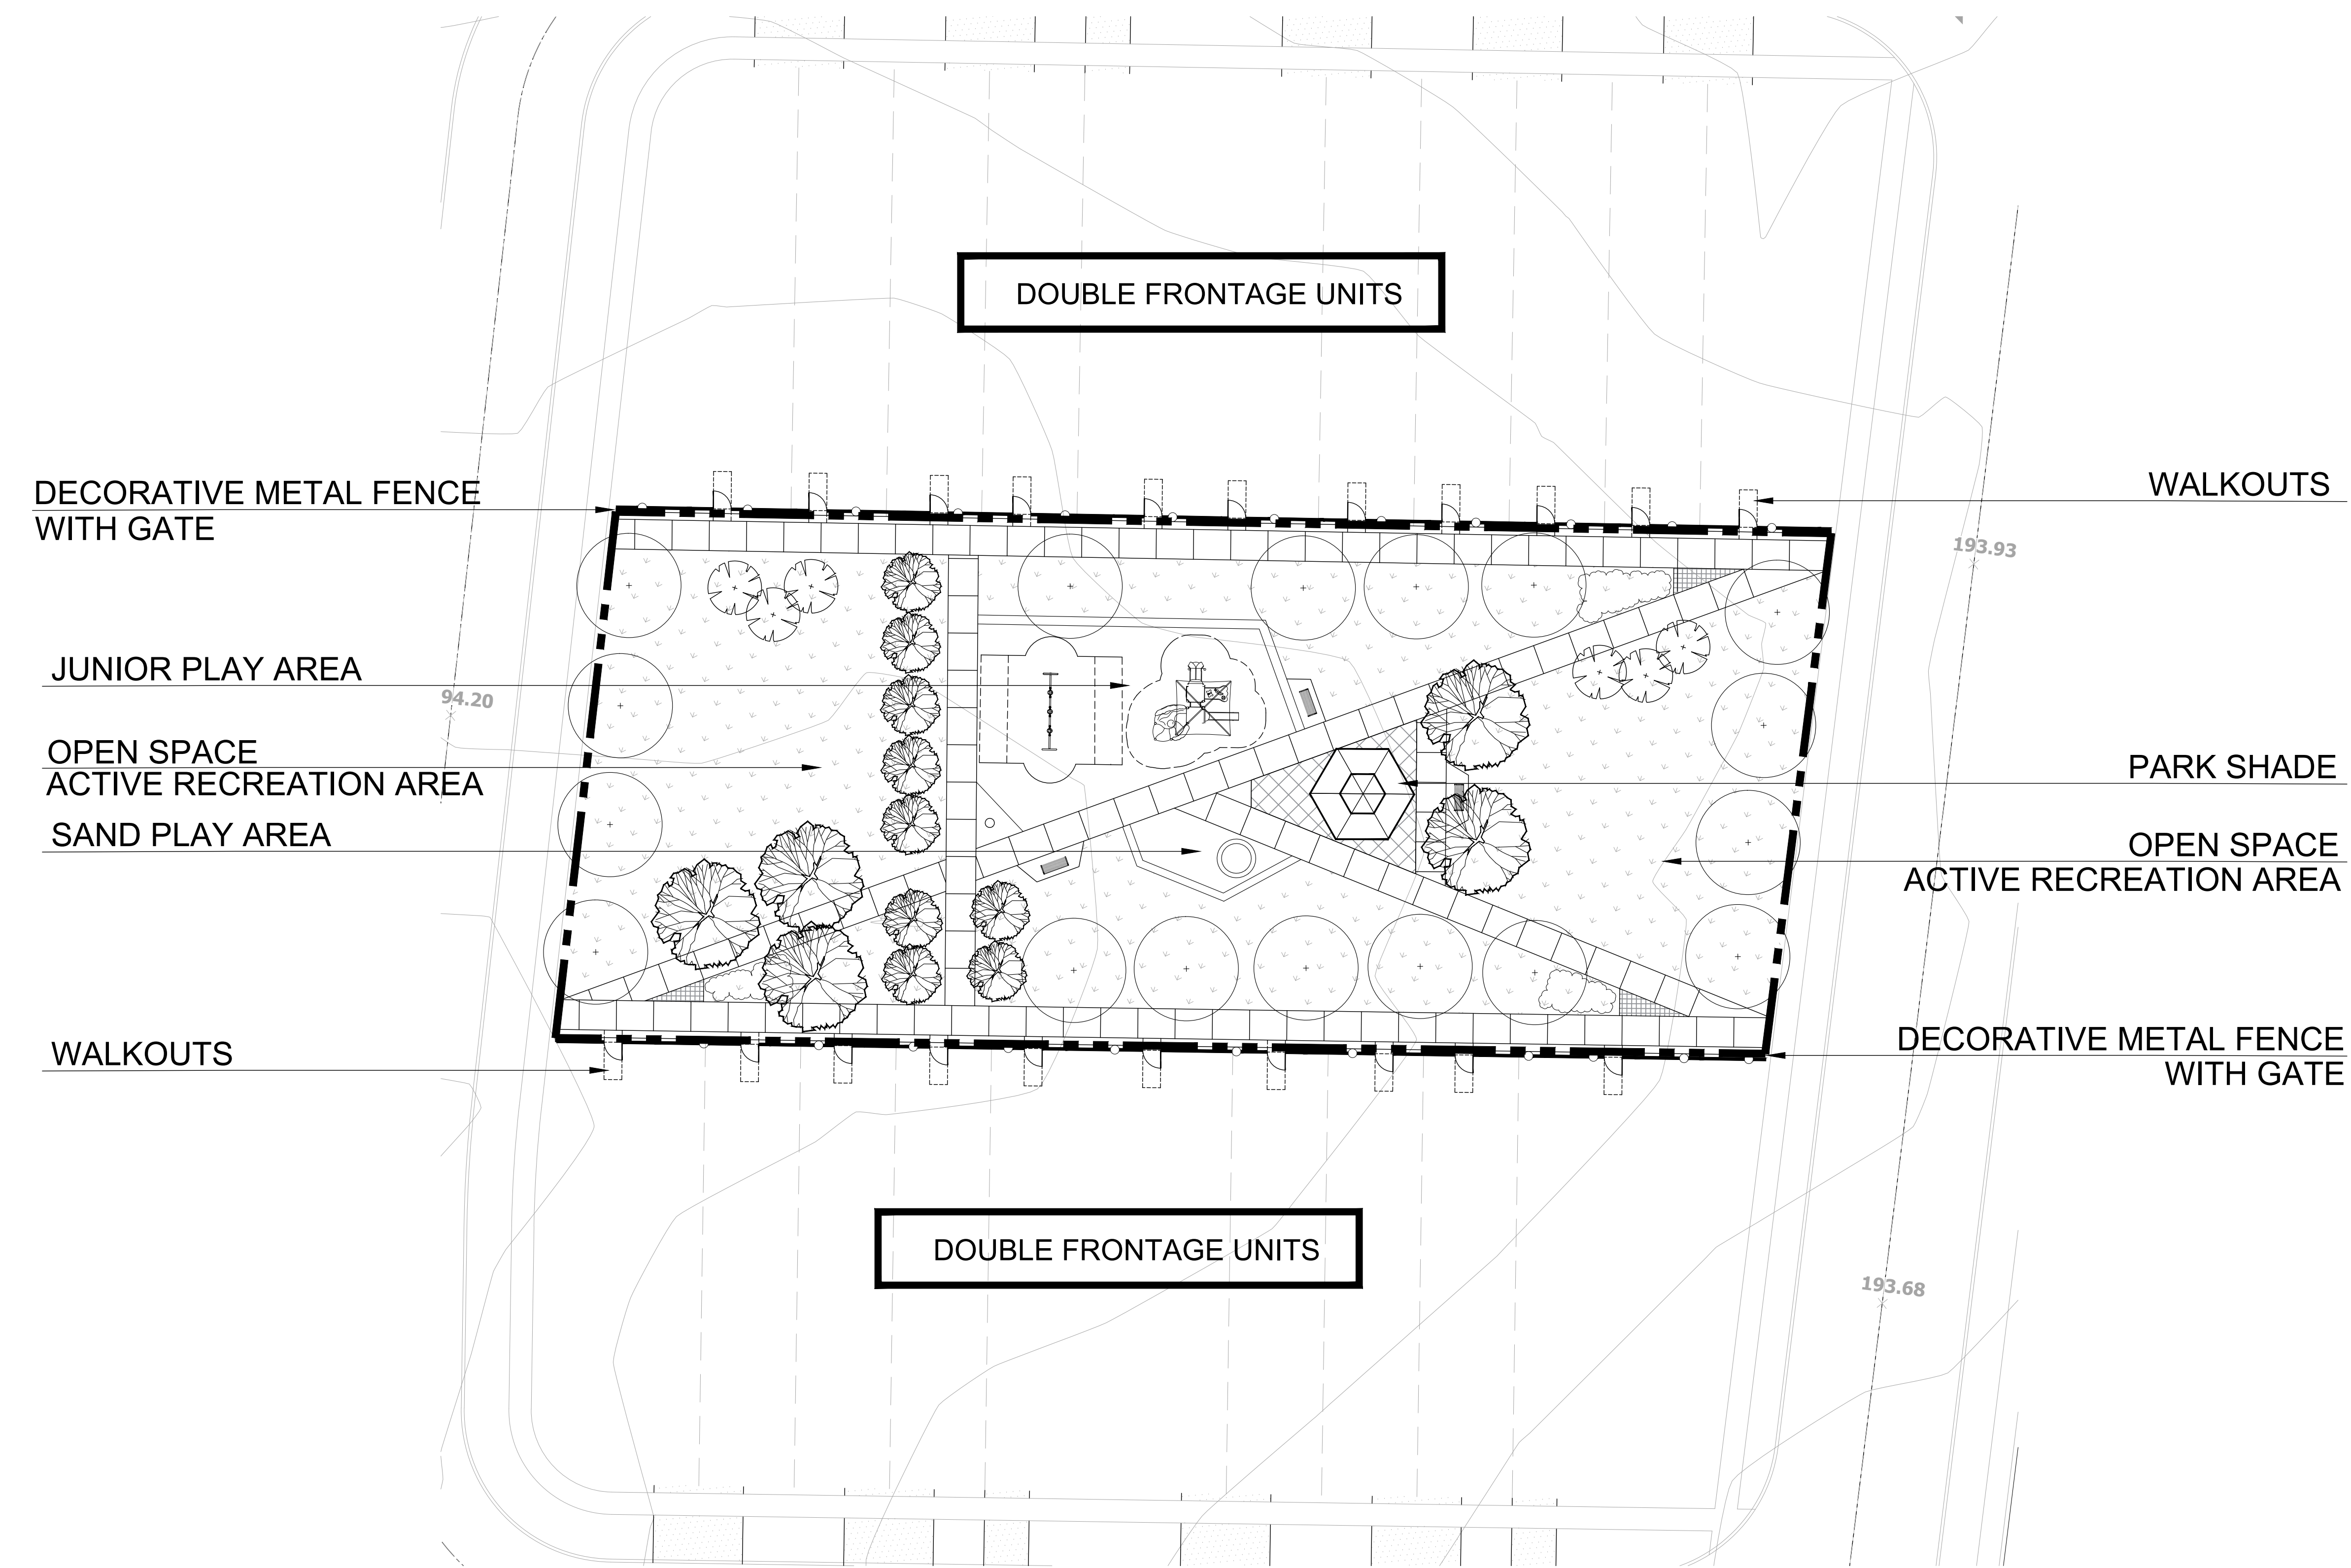 DOUBLE FRONTAGE UNITS
DECORATIVE METAL FENCE
WITH GATE
WALKOUTS
193.93
JUNIOR PLAY AREA
94.20
OPEN SPACE
ACTIVE RECREATION AREA
PARK SHADE
SAND PLAY AREA
OPEN SPACE
ACTIVE RECREATION AREA
WALKOUTS
DECORATIVE METAL FENCE
WITH GATE
DOUBLE FRONTAGE UNITS
193.68